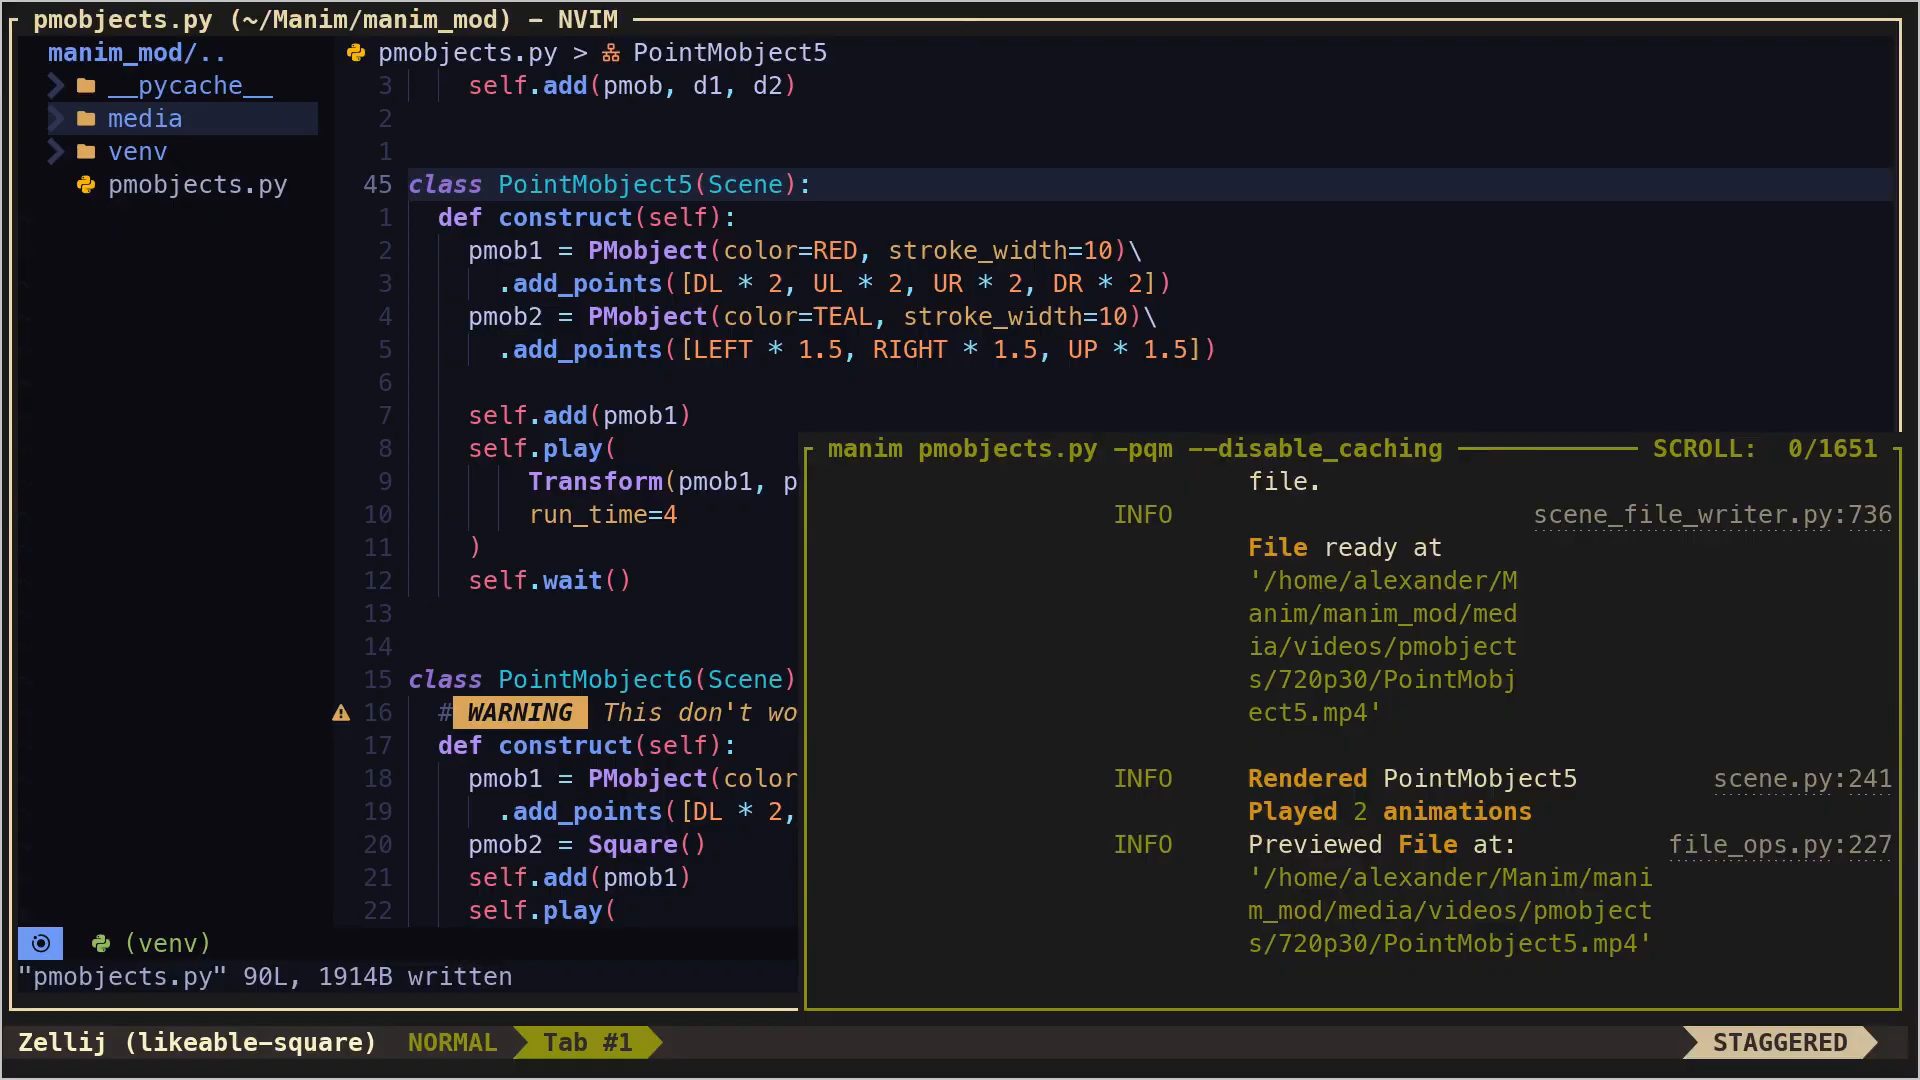 pmobjects.py (~/Manim/manim_mod) - NVIM
manim_mod/..
__pycache__
media
venv
pmobjects.py
pmobjects.py > PointMobject5
3 self.add(pmob, d1, d2)
2
1
45 class PointMobject5(Scene):
1 def construct(self):
2 pmob1 = PMobject(color=RED, stroke_width=10)\
3 .add_points([DL * 2, UL * 2, UR * 2, DR * 2])
4 pmob2 = PMobject(color=TEAL, stroke_width=10)\
5 .add_points([LEFT * 1.5, RIGHT * 1.5, UP * 1.5])
6
7 self.add(pmob1)
8 self.play(
9 Transform(pmob1, p
10 run_time=4
11 )
12 self.wait()
13
14
15 class PointMobject6(Scene)
16 # WARNING This don't wo
17 def construct(self):
18 pmob1 = PMobject(color
19 .add_points([DL * 2,
20 pmob2 = Square()
21 self.add(pmob1)
22 self.play(
(venv)
"pmobjects.py" 90L, 1914B written
manim pmobjects.py -pqm --disable_caching SCROLL: 0/1651
file.
INFO scene_file_writer.py:736
File ready at
'/home/alexander/M
anim/manim_mod/med
ia/videos/pmobject
s/720p30/PointMobj
ect5.mp4'
INFO Rendered PointMobject5 scene.py:241
Played 2 animations
INFO Previewed File at: file_ops.py:227
'/home/alexander/Manim/mani
m_mod/media/videos/pmobject
s/720p30/PointMobject5.mp4'
Zellij (likeable-square) NORMAL Tab #1 STAGGERED